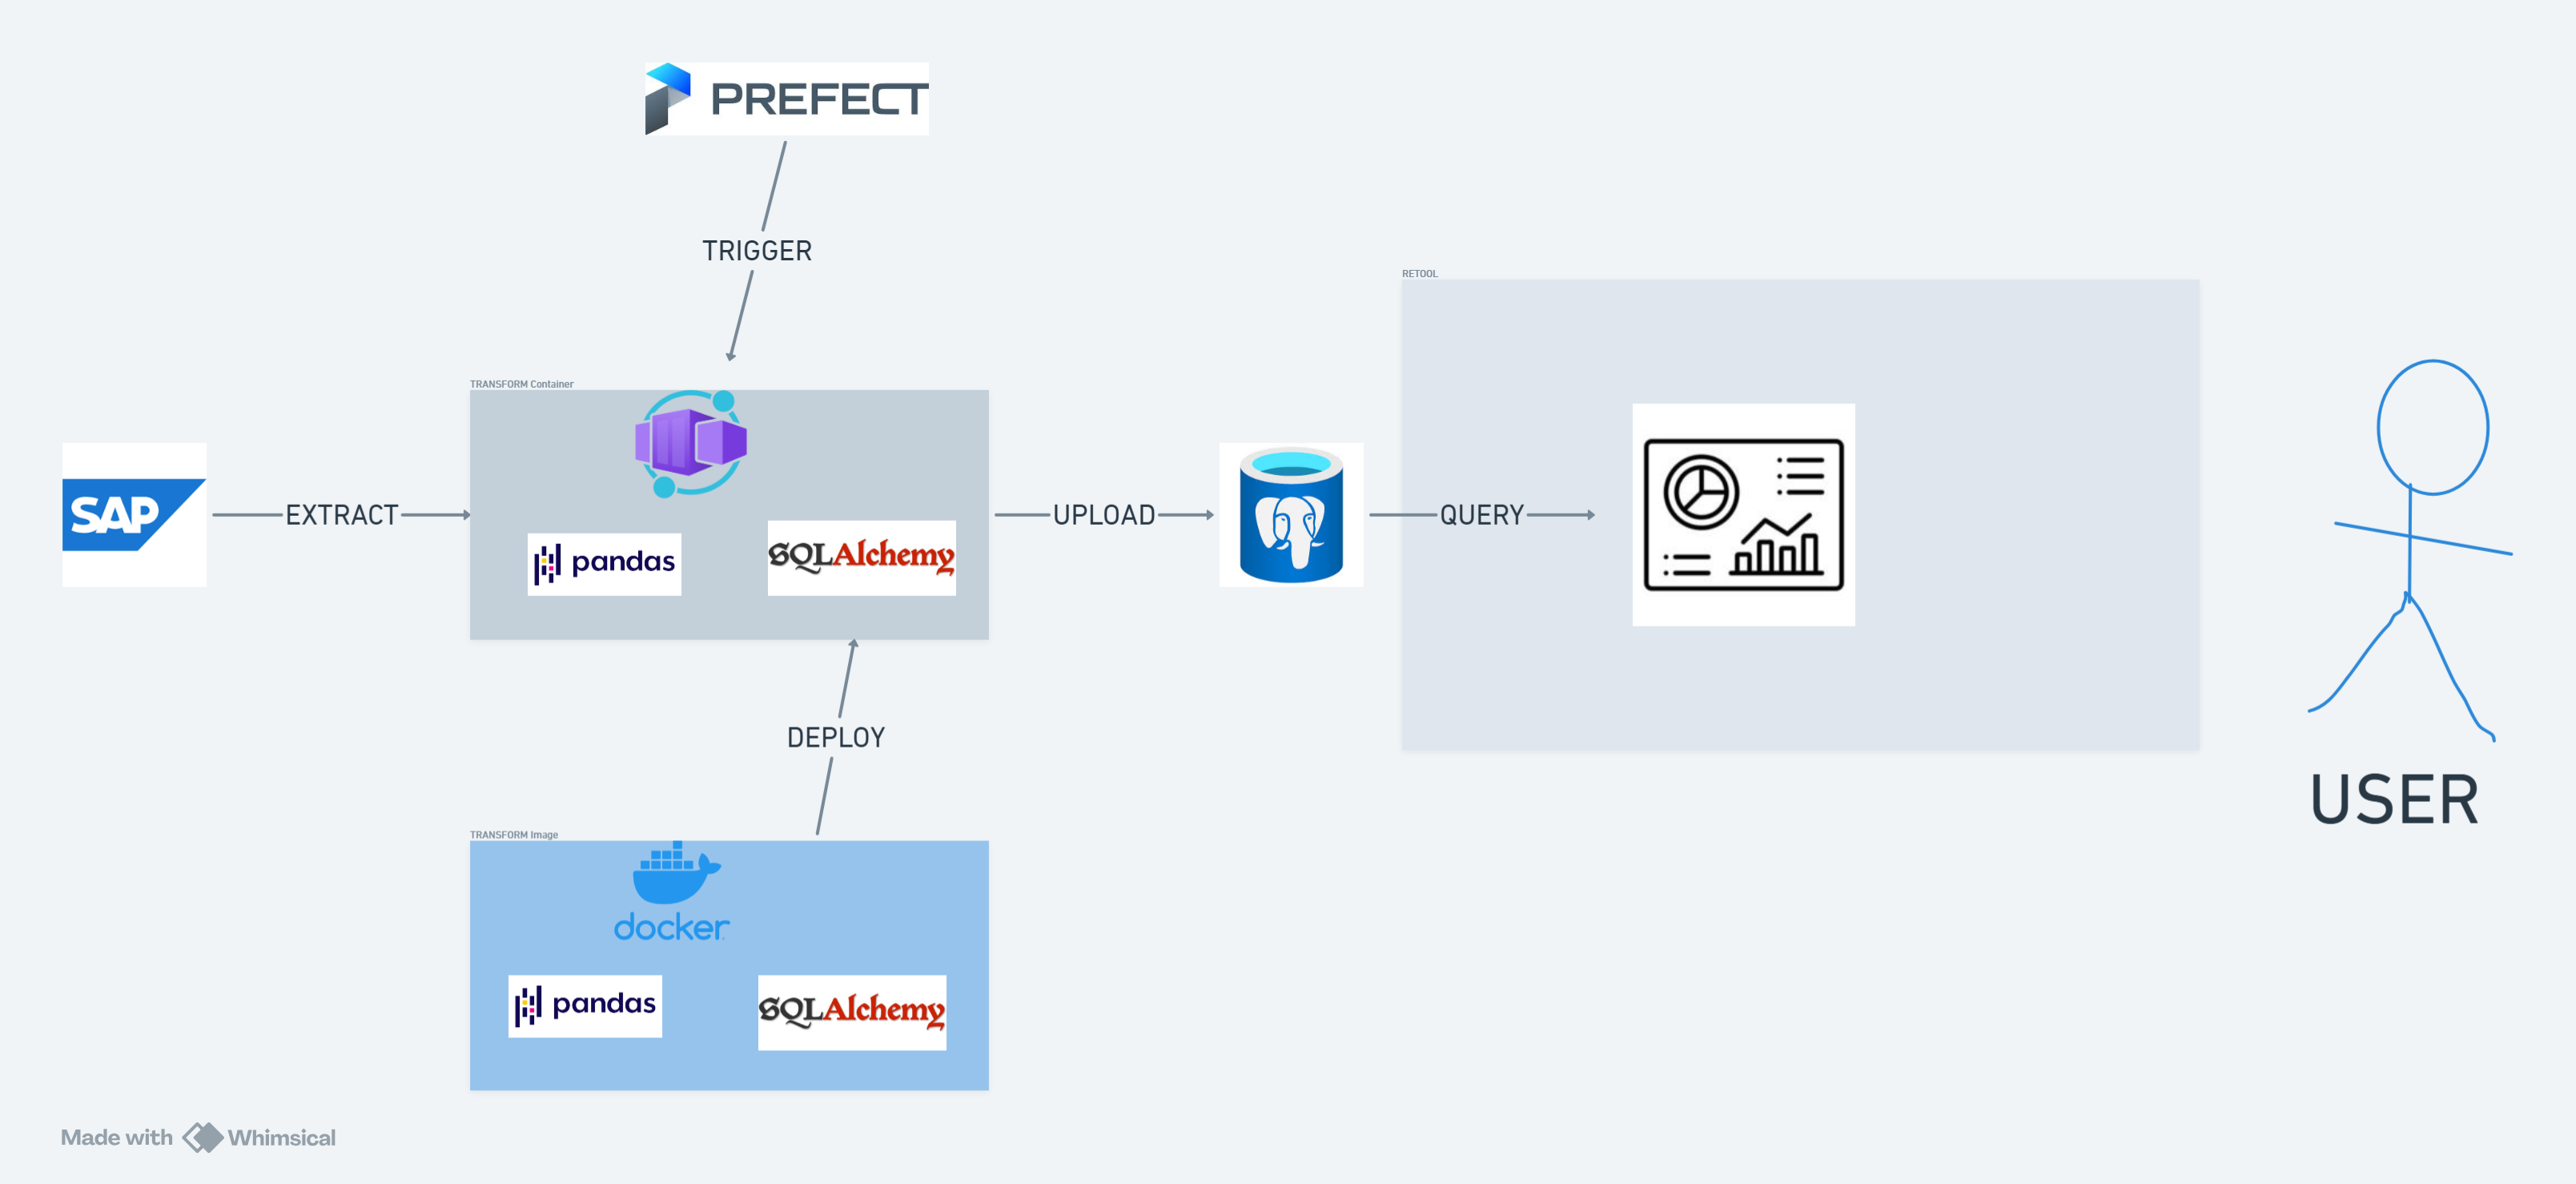 PREFECT
TRIGGER
RETOOL
TRANSFORM Container
SAP
EXTRACT
pandas
SQLAlchemy
UPLOAD
QUERY
DEPLOY
USER
TRANSFORM Image
docker
pandas
SQLAlchemy
Made with Whimsical